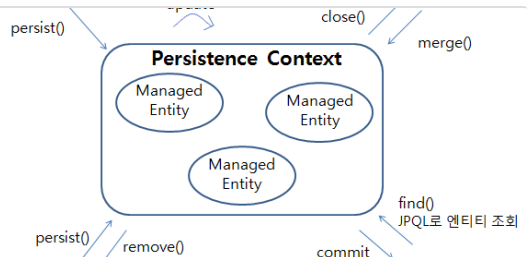 update
close()
persist()
merge()
Persistence Context
Managed
Entity
Managed
Entity
Managed
Entity
find()
JPQL로 엔티티 조회
persist()
remove()
commit